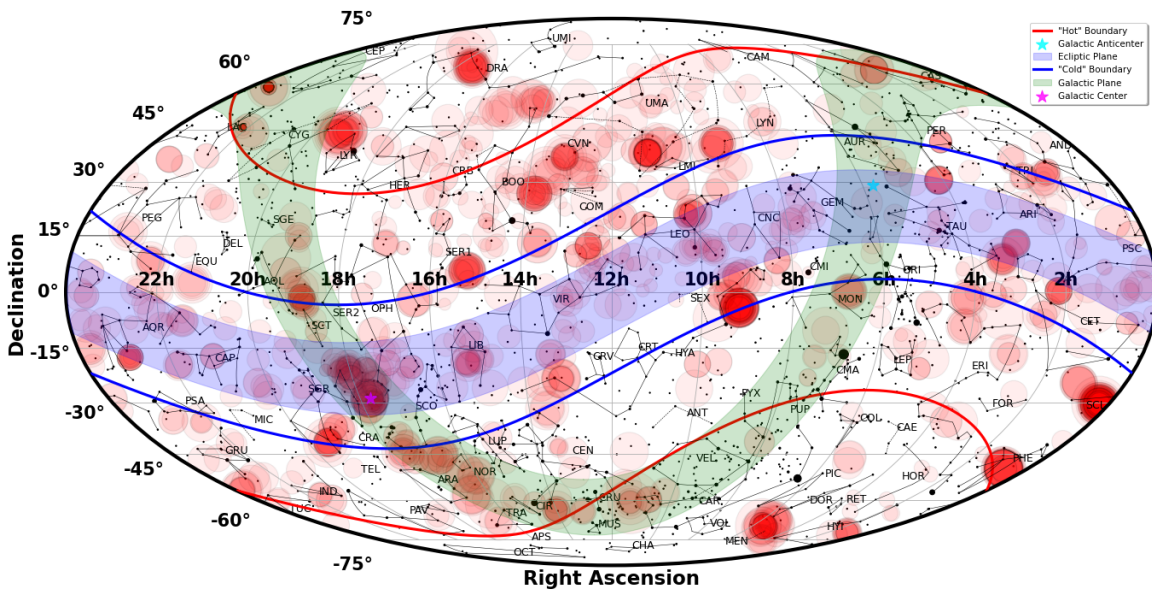 75°
60°
45°
30°
15°
0°
-15°
-30°
-45°
-60°
-75°
Declination
Right Ascension
22h
20h
18h
16h
14h
12h
10h
8h
6h
4h
2h
"Hot" Boundary
Galactic Anticenter
Ecliptic Plane
"Cold" Boundary
Galactic Plane
Galactic Center
UMI
CEP
DRA
CAM
CAS
UMA
LYN
LAC
CYG
LYR
CVN
PER
AUR
AND
HER
CRB
BOO
LMI
TRI
COM
GEM
CNC
ARI
PEG
SGE
LEO
TAU
DEL
SER1
PSC
EQU
AQL
CMI
ORI
VIR
SEX
MON
OPH
SER2
AQR
SCT
CET
CAP
LIB
CRV
CRT
HYA
LEP
ERI
CMA
SGR
SCO
PSA
PYX
PUP
FOR
SCL
MIC
ANT
COL
CAE
CRA
LUP
GRU
CEN
VEL
PHE
TEL
NOR
PIC
HOR
ARA
IND
CRU
CAR
DOR
RET
TUC
PAV
TRA
CIR
MUS
VOL
HYI
APS
MEN
OCT
CHA